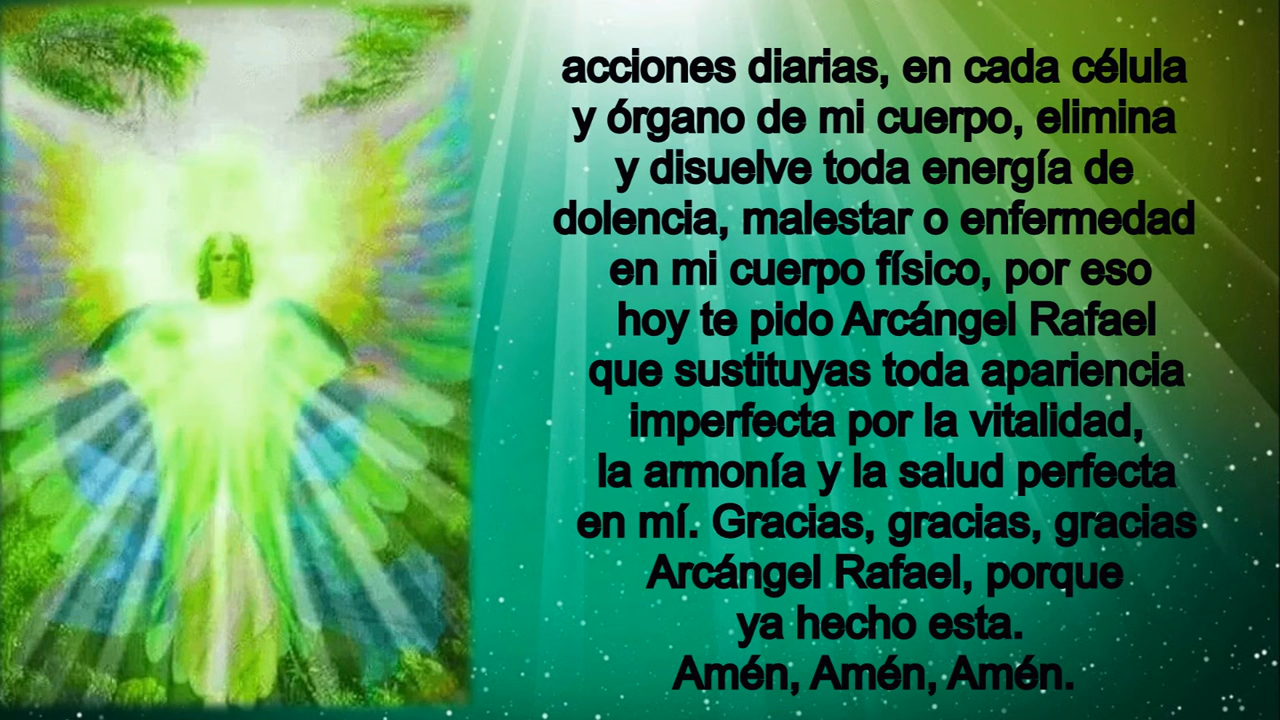 acciones diarias, en cada célula
y órgano de mi cuerpo, elimina
y disuelve toda energía de
dolencia, malestar o enfermedad
en mi cuerpo físico, por eso
hoy te pido Arcángel Rafael
que sustituyas toda apariencia
imperfecta por la vitalidad,
la armonía y la salud perfecta
en mí. Gracias, gracias, gracias
Arcángel Rafael, porque
ya hecho esta.
Amén, Amén, Amén.